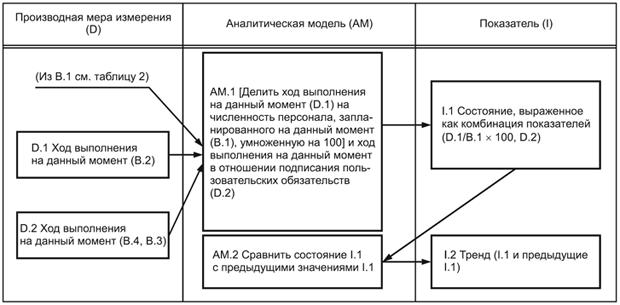 Производная мера измерения
(D)
Аналитическая модель (AM)
Показатель (I)
(Из B.1 см. таблицу 2)
D.1 Ход выполнения
на данный момент (B.2)
D.2 Ход выполнения
на данный момент (B.4, B.3)
AM.1 [Делить ход выполнения
на данный момент (D.1) на
численность персонала, запла-
нированного на данный момент
(B.1), умноженную на 100] и ход
выполнения на данный момент
в отношении подписания поль-
зовательских обязательств
(D.2)
AM.2 Сравнить состояние I.1
с предыдущими значениями I.1
I.1 Состояние, выраженное
как комбинация показателей
(D.1/B.1 × 100, D.2)
I.2 Тренд (I.1 и предыдущие
I.1)